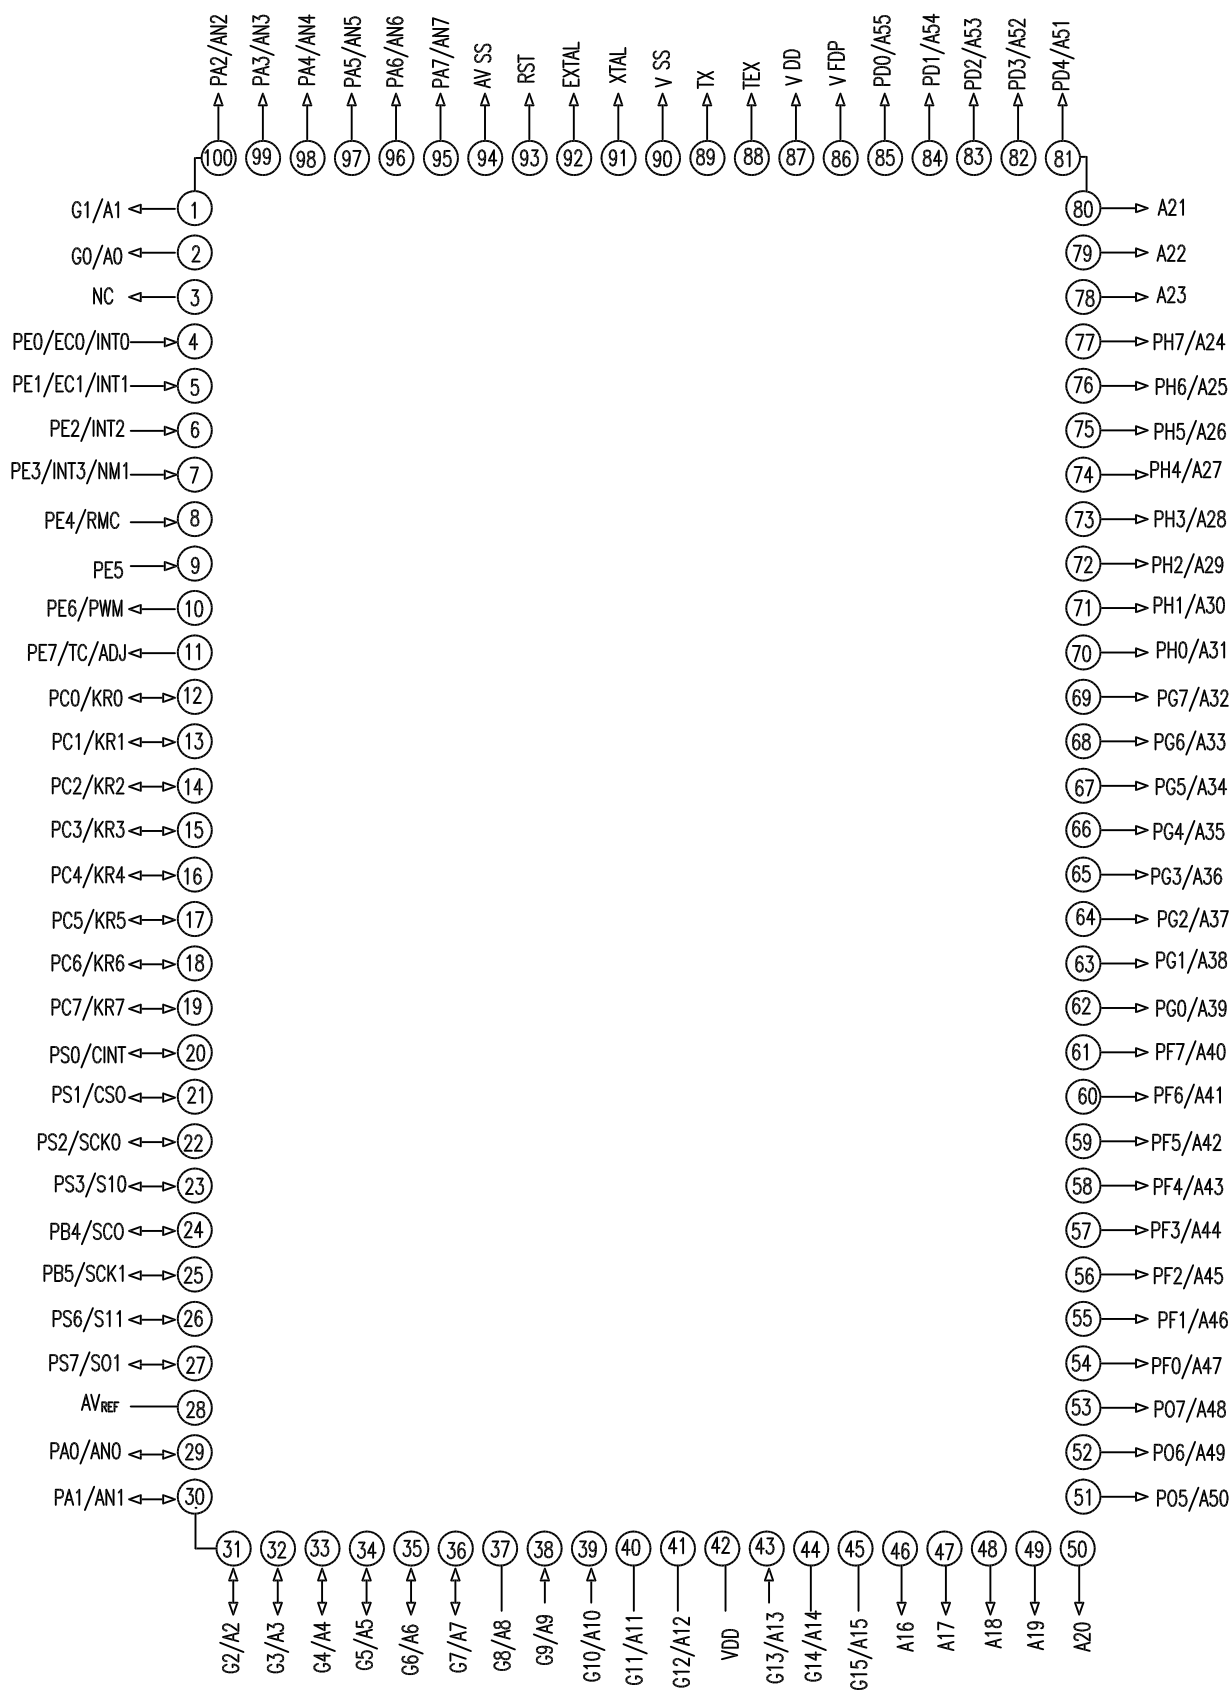 PA2/AN2
PA3/AN3
PA4/AN4
PA5/AN5
PA6/AN6
PA7/AN7
AV SS
RST
EXTAL
XTAL
V SS
TX
TEX
V DD
V FDP
PD0/A55
PD1/A54
PD2/A53
PD3/A52
PD4/A51
100 99 98 97 96 95 94 93 92 91 90 89 88 87 86 85 84 83 82 81
G1/A1 1
G0/A0 2
NC 3
PE0/EC0/INT0 4
PE1/EC1/INT1 5
PE2/INT2 6
PE3/INT3/NM1 7
PE4/RMC 8
PE5 9
PE6/PWM 10
PE7/TC/ADJ 11
PC0/KR0 12
PC1/KR1 13
PC2/KR2 14
PC3/KR3 15
PC4/KR4 16
PC5/KR5 17
PC6/KR6 18
PC7/KR7 19
PS0/CINT 20
PS1/CS0 21
PS2/SCK0 22
PS3/S10 23
PB4/SC0 24
PB5/SCK1 25
PS6/S11 26
PS7/SO1 27
AVREF 28
PA0/AN0 29
PA1/AN1 30
80 A21
79 A22
78 A23
77 PH7/A24
76 PH6/A25
75 PH5/A26
74 PH4/A27
73 PH3/A28
72 PH2/A29
71 PH1/A30
70 PH0/A31
69 PG7/A32
68 PG6/A33
67 PG5/A34
66 PG4/A35
65 PG3/A36
64 PG2/A37
63 PG1/A38
62 PG0/A39
61 PF7/A40
60 PF6/A41
59 PF5/A42
58 PF4/A43
57 PF3/A44
56 PF2/A45
55 PF1/A46
54 PF0/A47
53 PO7/A48
52 PO6/A49
51 PO5/A50
31 32 33 34 35 36 37 38 39 40 41 42 43 44 45 46 47 48 49 50
G2/A2
G3/A3
G4/A4
G5/A5
G6/A6
G7/A7
G8/A8
G9/A9
G10/A10
G11/A11
G12/A12
VDD
G13/A13
G14/A14
G15/A15
A16
A17
A18
A19
A20